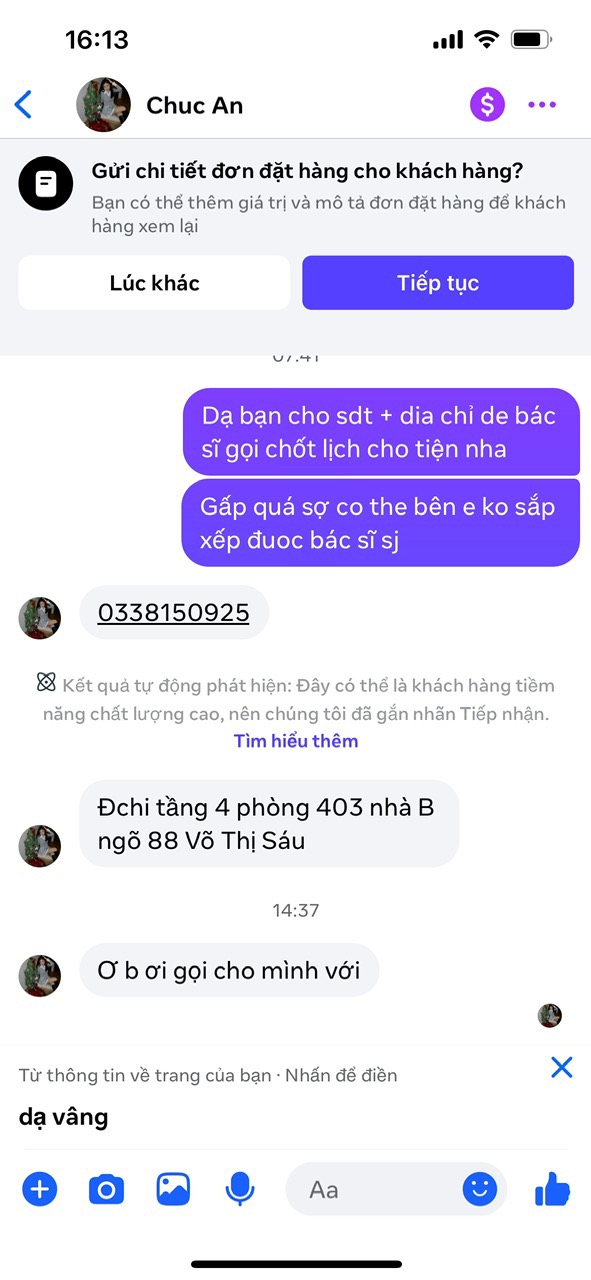 16:13
Chuc An
Gửi chi tiết đơn đặt hàng cho khách hàng?
Bạn có thể thêm giá trị và mô tả đơn đặt hàng để khách
hàng xem lại
Lúc khác
Tiếp tục
07:41
Dạ bạn cho sdt + dia chỉ de bác
sĩ gọi chốt lịch cho tiện nha
Gấp quá sợ co the bên e ko sắp
xếp đuoc bác sĩ sj
0338150925
Kết quả tự động phát hiện: Đây có thể là khách hàng tiềm
năng chất lượng cao, nên chúng tôi đã gắn nhãn Tiếp nhận.
Tìm hiểu thêm
Đchi tầng 4 phòng 403 nhà B
ngõ 88 Võ Thị Sáu
14:37
Ơ b ơi gọi cho mình với
Từ thông tin về trang của bạn · Nhấn để điền
dạ vâng
Aa